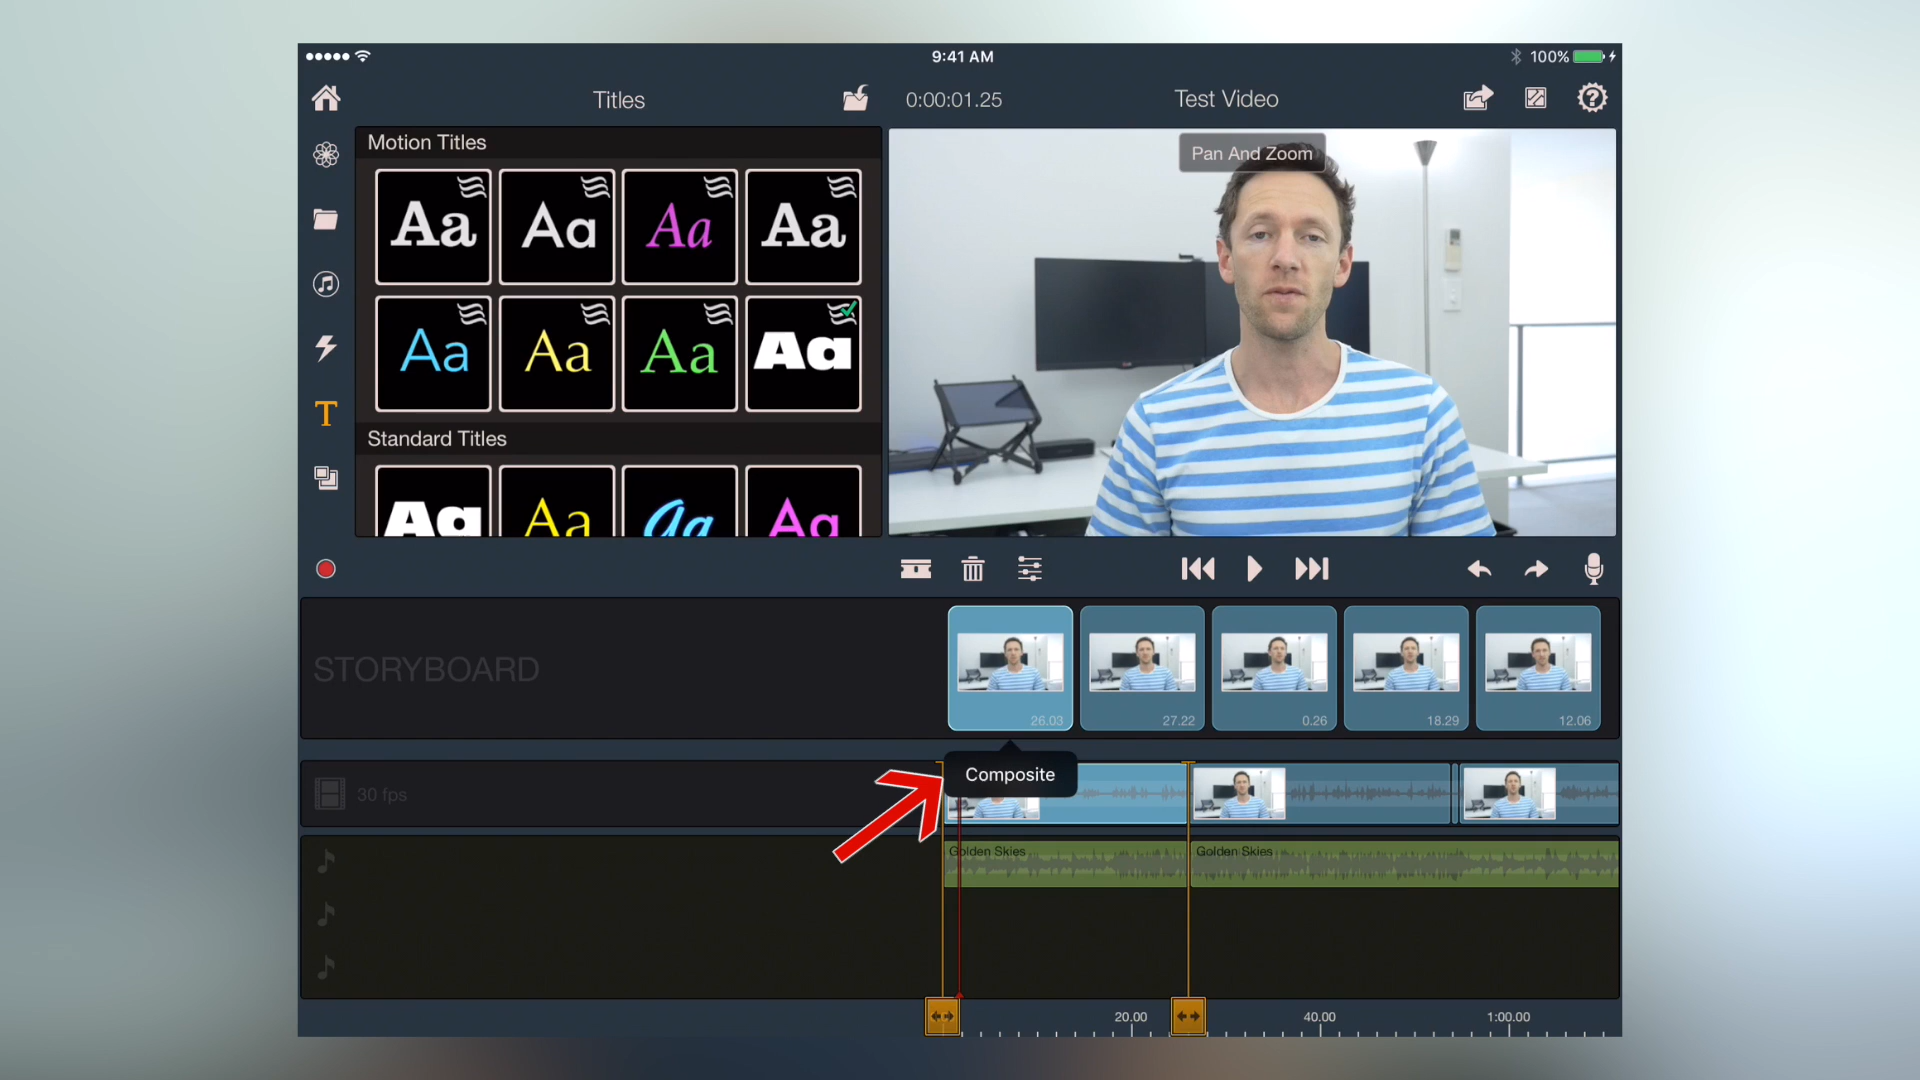 9:41 AM
100%
Titles
0:00:01.25
Test Video
Motion Titles
Pan And Zoom
Aa Aa Aa Aa
Aa Aa Aa Aa
T
Standard Titles
Aa Aa Aa Aa
STORYBOARD
26.03
27.22
0.26
18.29
12.06
Composite
30 fps
Golden Skies
Golden Skies
20.00
40.00
1:00.00